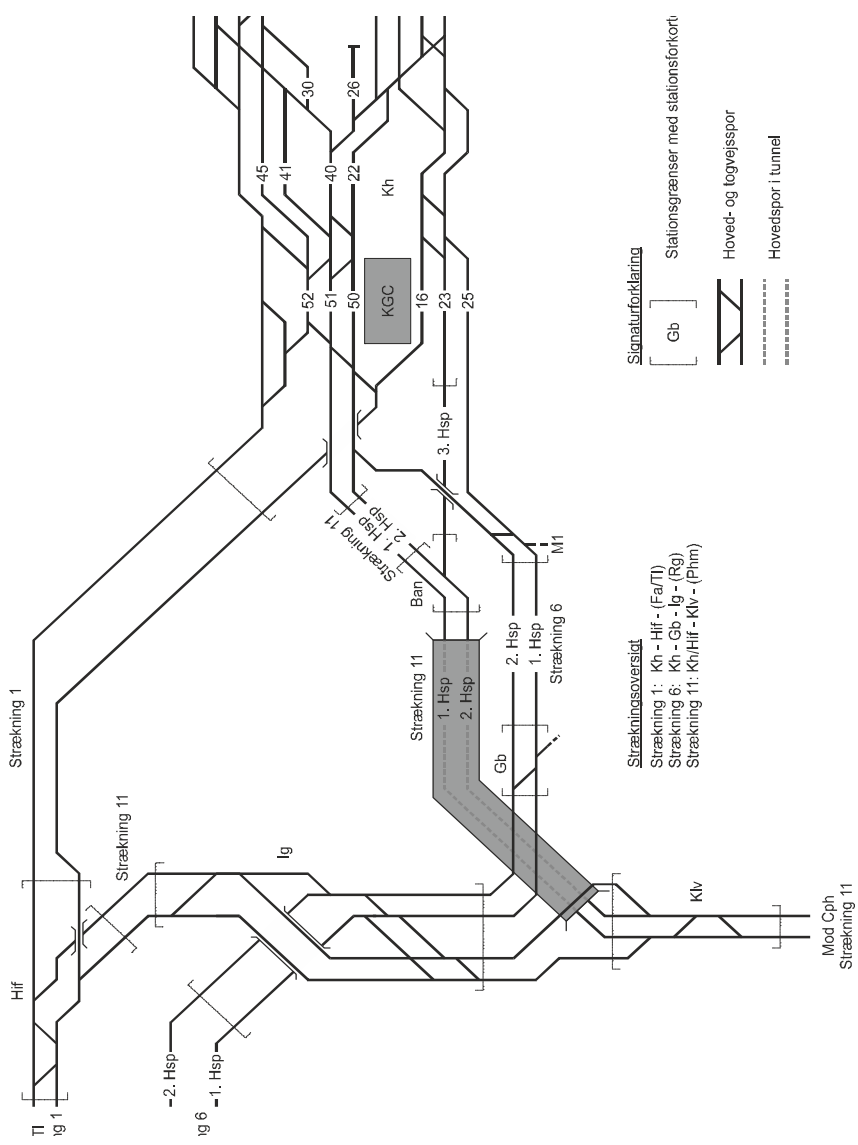 TI
ng 1
Hif
Strækning 1
Strækning 11
Ig
2. Hsp
1. Hsp
ng 6
45
41
30
40
26
22
Kh
52
51
50
KGC
16
23
25
3. Hsp
Strækning 11
1. Hsp
2. Hsp
Ban
Strækning 11
1. Hsp
2. Hsp
M1
2. Hsp
1. Hsp
Strækning 6
Gb
Klv
Mod Cph
Strækning 11
Signaturforklaring
Gb
Stationsgrænser med stationsforkort
Hoved- og togvejsspor
Hovedspor i tunnel
Strækningsoversigt
Strækning 1: Kh - Hif - (Fa/TI)
Strækning 6: Kh - Gb - Ig - (Rg)
Strækning 11: Kh/Hif - Klv - (Phm)